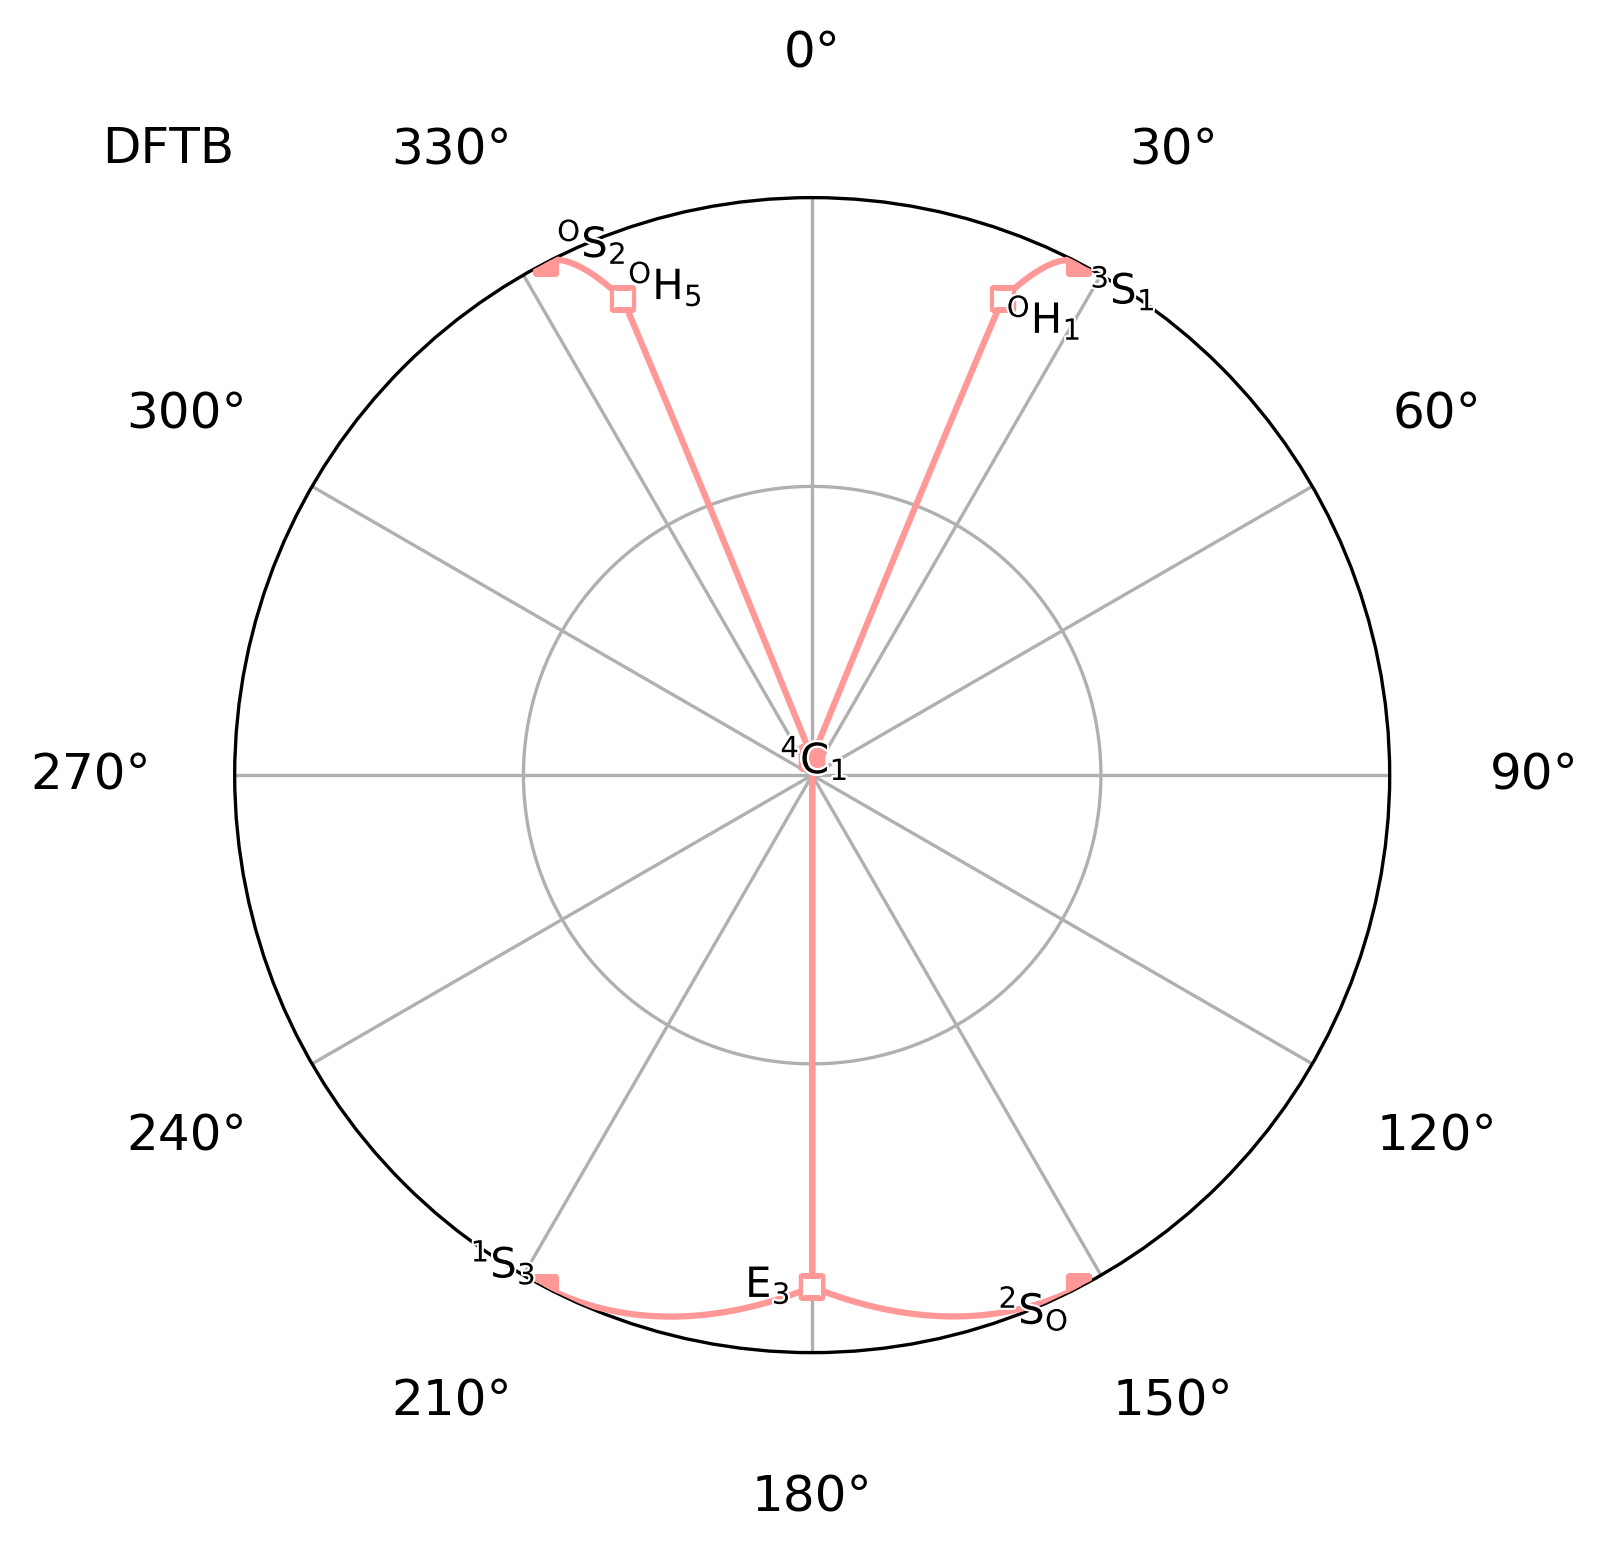 0°
DFTB
330°
30°
ᴼS₂
ᴼH₅
³S₁
ᴼH₁
300°
60°
⁴C₁
270°
90°
240°
120°
¹S₃
E₃
²Sₒ
210°
150°
180°